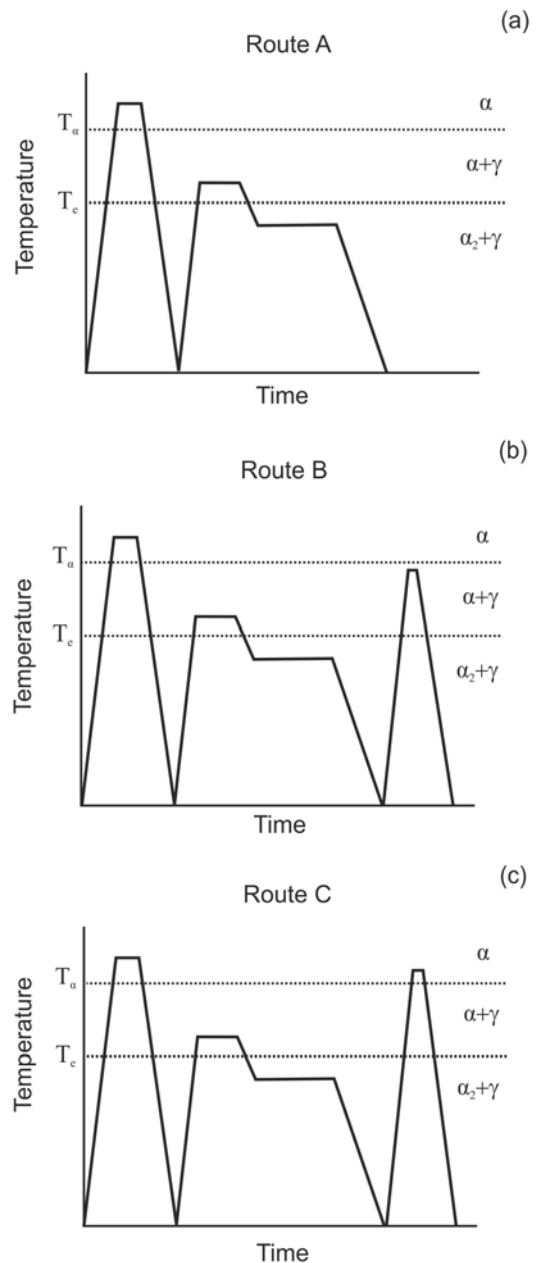 (a)
Route A
Temperature
Tα
Te
α
α+γ
α₂+γ
Time
(b)
Route B
Temperature
Tα
Te
α
α+γ
α₂+γ
Time
(c)
Route C
Temperature
Tα
Te
α
α+γ
α₂+γ
Time